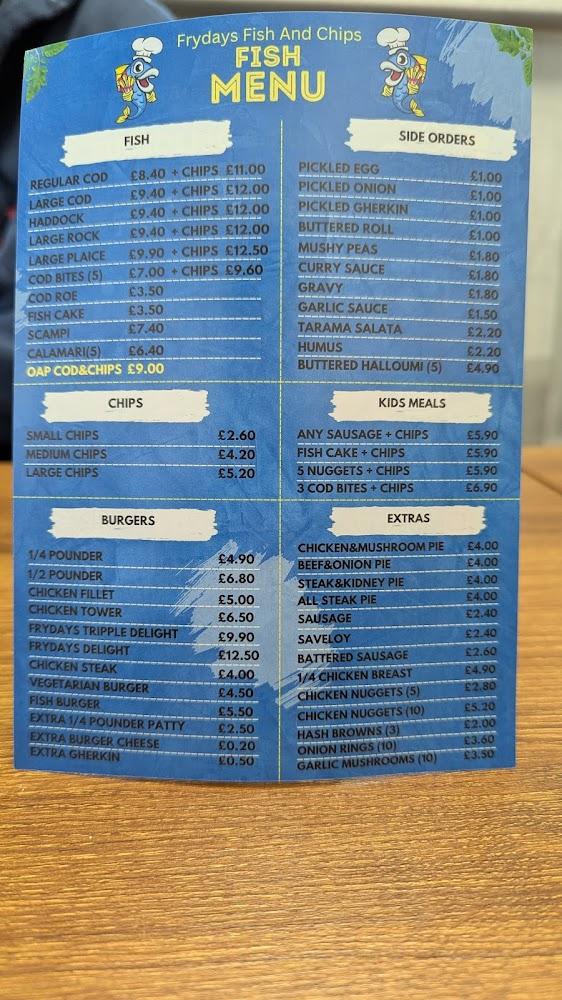 Frydays Fish And Chips
FISH
MENU
FISH
REGULAR COD £8.40 + CHIPS £11.00
LARGE COD £9.40 + CHIPS £12.00
HADDOCK £9.40 + CHIPS £12.00
LARGE ROCK £9.40 + CHIPS £12.00
LARGE PLAICE £9.90 + CHIPS £12.50
COD BITES (5) £7.00 + CHIPS £9.60
COD ROE £3.50
FISH CAKE £3.50
SCAMPI £7.40
CALAMARI(5) £6.40
OAP COD&CHIPS £9.00
SIDE ORDERS
PICKLED EGG £1.00
PICKLED ONION £1.00
PICKLED GHERKIN £1.00
BUTTERED ROLL £1.00
MUSHY PEAS £1.80
CURRY SAUCE £1.80
GRAVY £1.80
GARLIC SAUCE £1.50
TARAMA SALATA £2.20
HUMUS £2.20
BUTTERED HALLOUMI (5) £4.90
CHIPS
SMALL CHIPS £2.60
MEDIUM CHIPS £4.20
LARGE CHIPS £5.20
KIDS MEALS
ANY SAUSAGE + CHIPS £5.90
FISH CAKE + CHIPS £5.90
5 NUGGETS + CHIPS £5.90
3 COD BITES + CHIPS £6.90
BURGERS
1/4 POUNDER £4.90
1/2 POUNDER £6.80
CHICKEN FILLET £5.00
CHICKEN TOWER £6.50
FRYDAYS TRIPPLE DELIGHT £9.90
FRYDAYS DELIGHT £12.50
CHICKEN STEAK £4.00
VEGETARIAN BURGER £4.50
FISH BURGER £5.50
EXTRA 1/4 POUNDER PATTY £2.50
EXTRA BURGER CHEESE £0.20
EXTRA GHERKIN £0.50
EXTRAS
CHICKEN&MUSHROOM PIE £4.00
BEEF&ONION PIE £4.00
STEAK&KIDNEY PIE £4.00
ALL STEAK PIE £4.00
SAUSAGE £2.40
SAVELOY £2.40
BATTERED SAUSAGE £2.60
1/4 CHICKEN BREAST £4.90
CHICKEN NUGGETS (5) £2.80
CHICKEN NUGGETS (10) £5.20
HASH BROWNS (3) £2.00
ONION RINGS (10) £3.60
GARLIC MUSHROOMS (10) £3.50